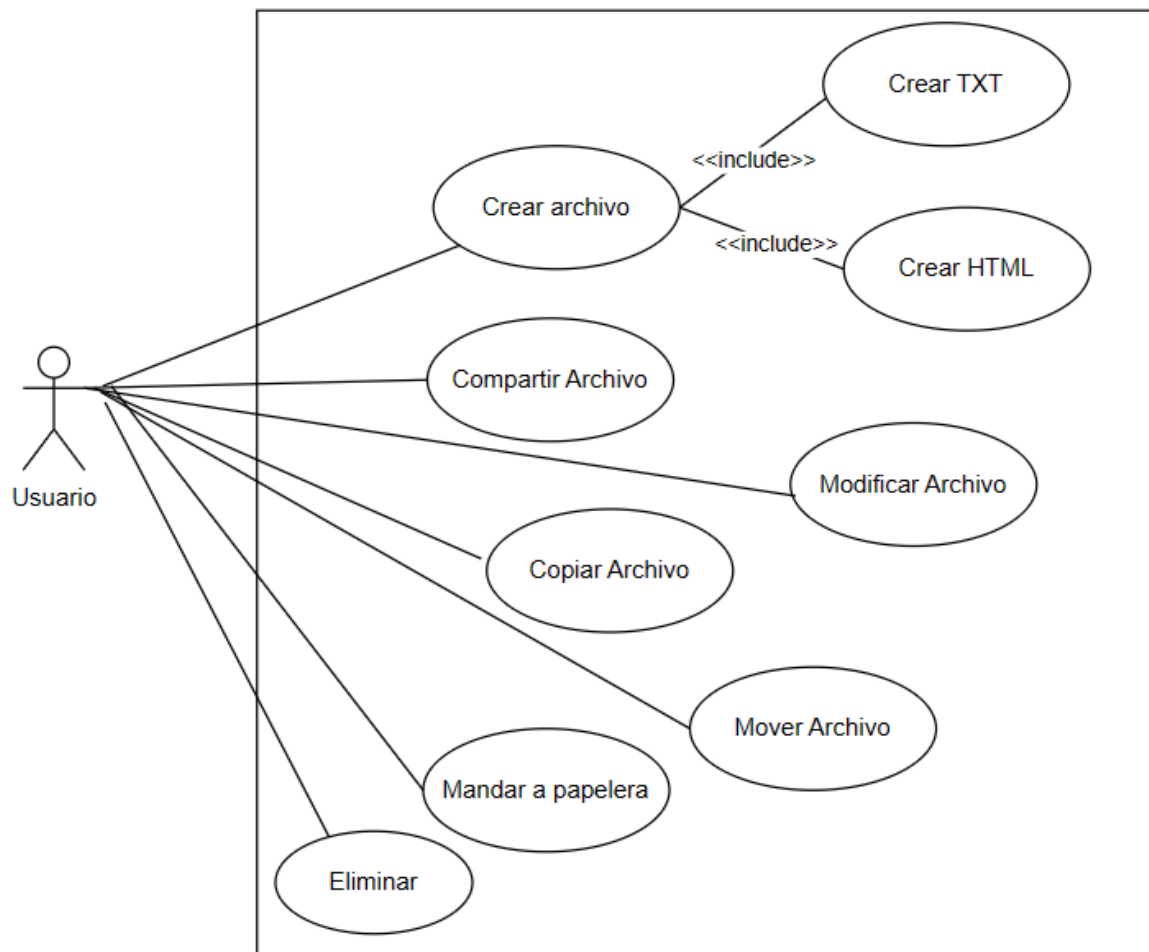 Crear TXT
<<include>>
Crear archivo
<<include>>
Crear HTML
Compartir Archivo
Usuario
Modificar Archivo
Copiar Archivo
Mover Archivo
Mandar a papelera
Eliminar